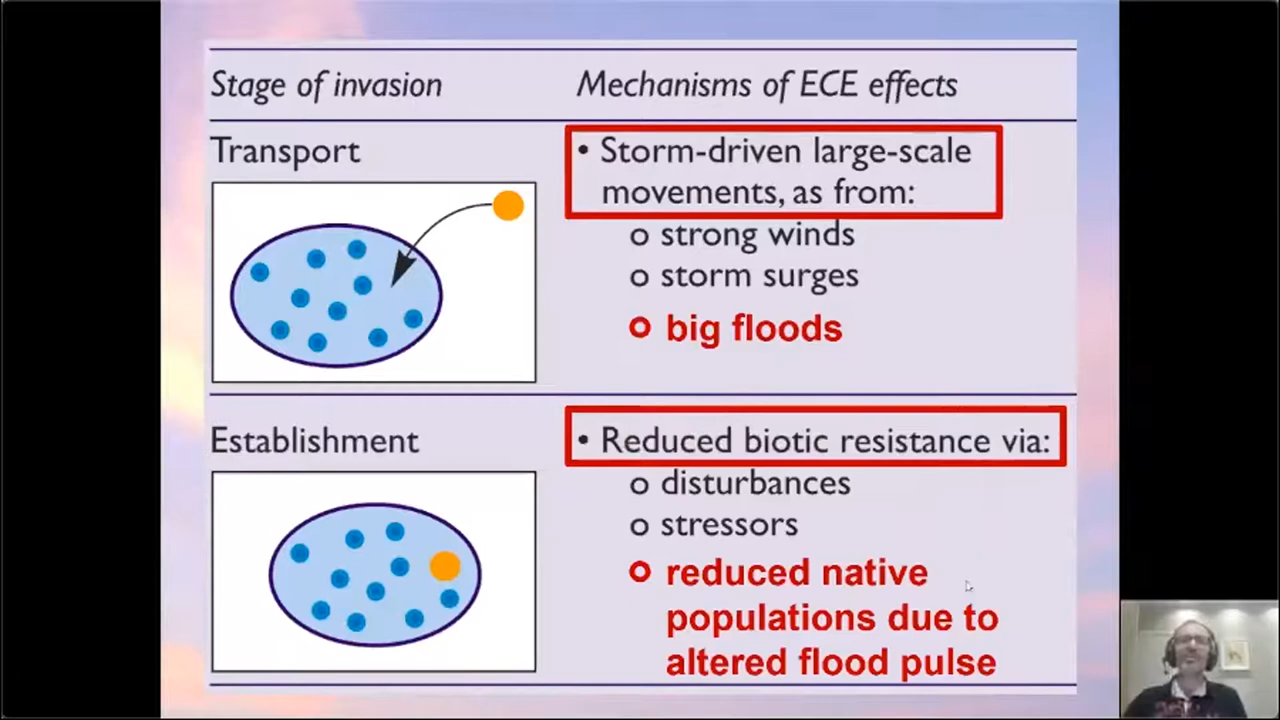 Stage of invasion
Mechanisms of ECE effects
Transport
• Storm-driven large-scale
movements, as from:
o strong winds
o storm surges
o big floods
Establishment
• Reduced biotic resistance via:
o disturbances
o stressors
o reduced native
populations due to
altered flood pulse